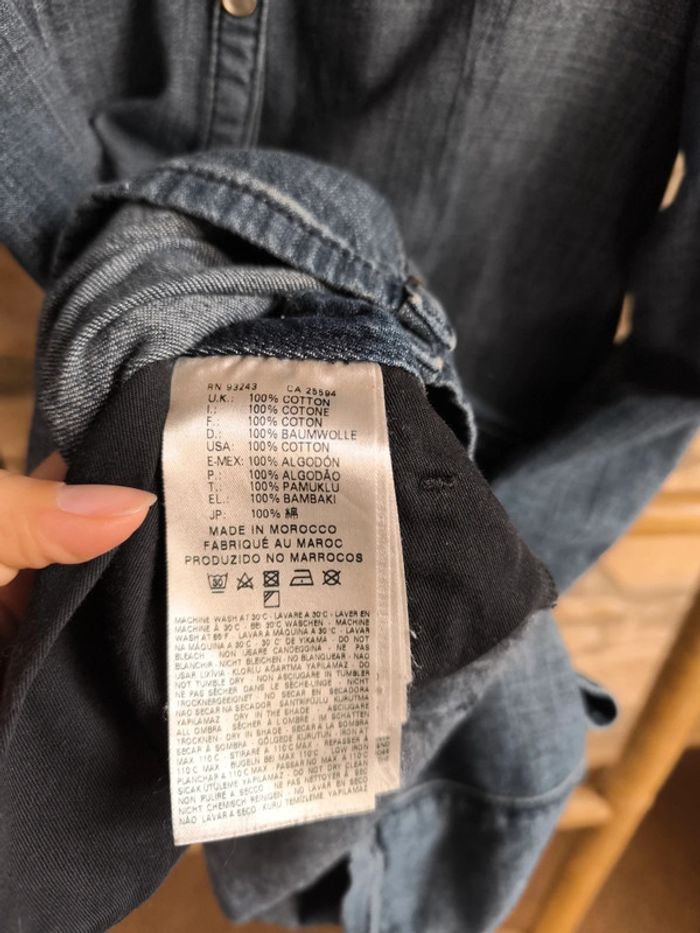 RN 93243 CA 25594
U.K.: 100% COTTON
I.: 100% COTONE
F.: 100% COTON
D.: 100% BAUMWOLLE
USA: 100% COTTON
E-MEX: 100% ALGODÓN
P.: 100% ALGODÃO
T.: 100% PAMUKLU
EL.: 100% BAMBAKI
JP: 100% 綿
MADE IN MOROCCO
FABRIQUÉ AU MAROC
PRODUZIDO NO MARROCOS
30
MACHINE WASH AT 30°C - LAVARE A 30°C - LAVER EN
MACHINE À 30°C - BEI 30°C WASCHEN - MACHINE
WASH AT 85 F - LAVAR A MÁQUINA A 30°C - LAVAR
NA MÁQUINA A 30°C - 30°C DE YIKAMA - DO NOT
BLEACH - NON USARE CANDEGGINA - NE PAS
BLANCHIR - NICHT BLEICHEN - NO BLANQUEAR - NÃO
USAR LIXÍVIA - KLORLU AĞARTMA YAPILAMAZ - DO
NOT TUMBLE DRY - NON ASCIUGARE IN TUMBLER
NE PAS SÉCHER DANS LE SÈCHE-LINGE - NICHT
TROCKNERGEEIGNET - NO SECAR EN SECADORA
NÃO SECAR NA SECADOR SANTRIFÜJLÜ KURUTMA
YAPILAMAZ - DRY IN THE SHADE - ASCIUGARE
ALL OMBRA - SÉCHER À L'OMBRE - IM SCHATTEN
TROCKNEN - DRY IN SHADE - SECAR A LA SOMBRA
SECAR À SOMBRA - GÖLGEDE KURUTUN - IRON AT
110°C MAX - STIRARE A 110°C MAX - REPASSER À
110°C MAX - BUGELN BEI MAX 110°C - LOW IRON
MAX 110°C - PLANCHAR A 110°C MAX - PASSAR NO MAX A 110°C
SICAK ÜTÜLEME YAPILMAZ - DO NOT DRY CLEAN
NON PULIRE A SECCO - NE PAS NETTOYER À SEC
NICHT CHEMISCH REINIGEN - NO LAVAR EN SECO
NÃO LAVAR A SECO KURU TEMİZLEME YAPILAMAZ